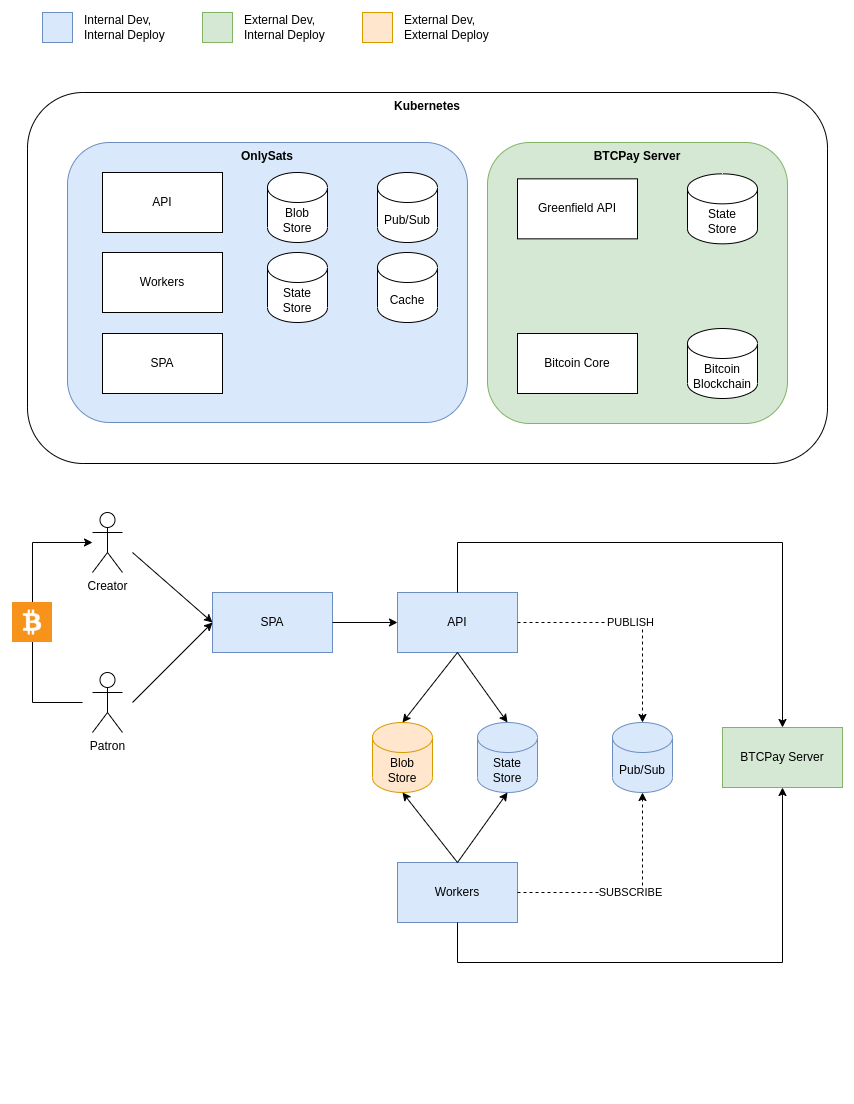 Internal Dev,
Internal Deploy
External Dev,
Internal Deploy
External Dev,
External Deploy
Kubernetes
OnlySats
API
Blob
Store
Pub/Sub
Workers
State
Store
Cache
SPA
BTCPay Server
Greenfield API
State
Store
Bitcoin Core
Bitcoin
Blockchain
Creator
Patron
SPA
API
PUBLISH
Blob
Store
State
Store
Pub/Sub
BTCPay Server
Workers
SUBSCRIBE